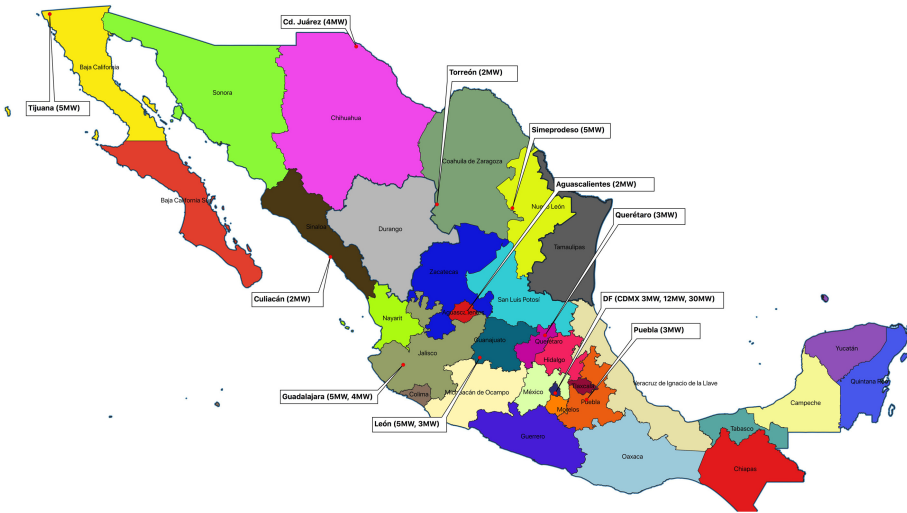 Cd. Juárez (4MW)
Baja California
Torreón (2MW)
Sonora
Tijuana (5MW)
Chihuahua
Simeprodeso (5MW)
Coahuila de Zaragoza
Aguascalientes (2MW)
Baja California Sur
Nuevo León
Querétaro (3MW)
Sinaloa
Durango
Tamaulipas
Zacatecas
Culiacán (2MW)
San Luis Potosí
DF (CDMX 3MW, 12MW, 30MW)
Nayarit
Aguascalientes
Puebla (3MW)
Guanajuato
Querétaro
Jalisco
Hidalgo
Yucatán
Quintana Roo
Guadalajara (5MW, 4MW)
Colima
Michoacán de Ocampo
México
Tlaxcala
Veracruz de Ignacio de la Llave
Puebla
Campeche
Morelos
León (5MW, 3MW)
Tabasco
Guerrero
Oaxaca
Chiapas